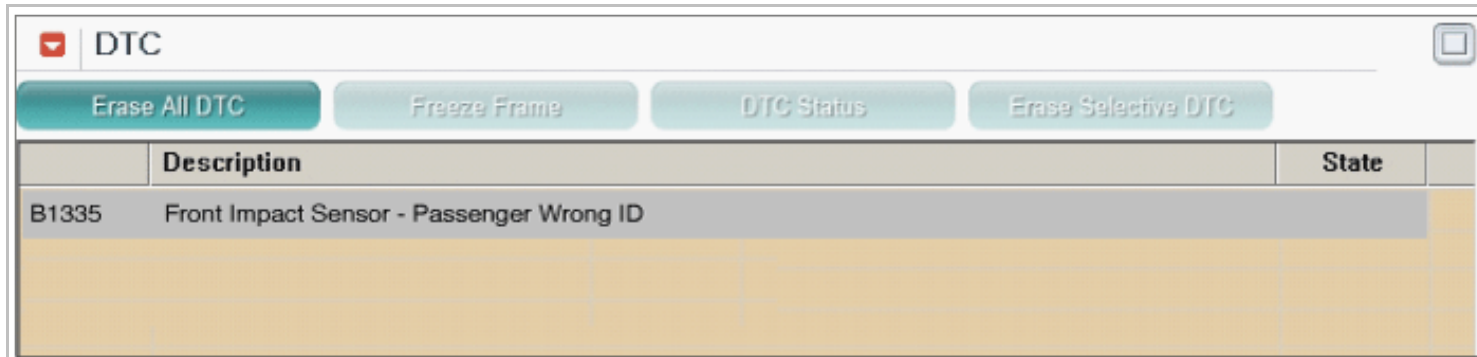 DTC
Erase All DTC Freeze Frame DTC Status Erase Selective DTC
Description State
B1335 Front Impact Sensor - Passenger Wrong ID